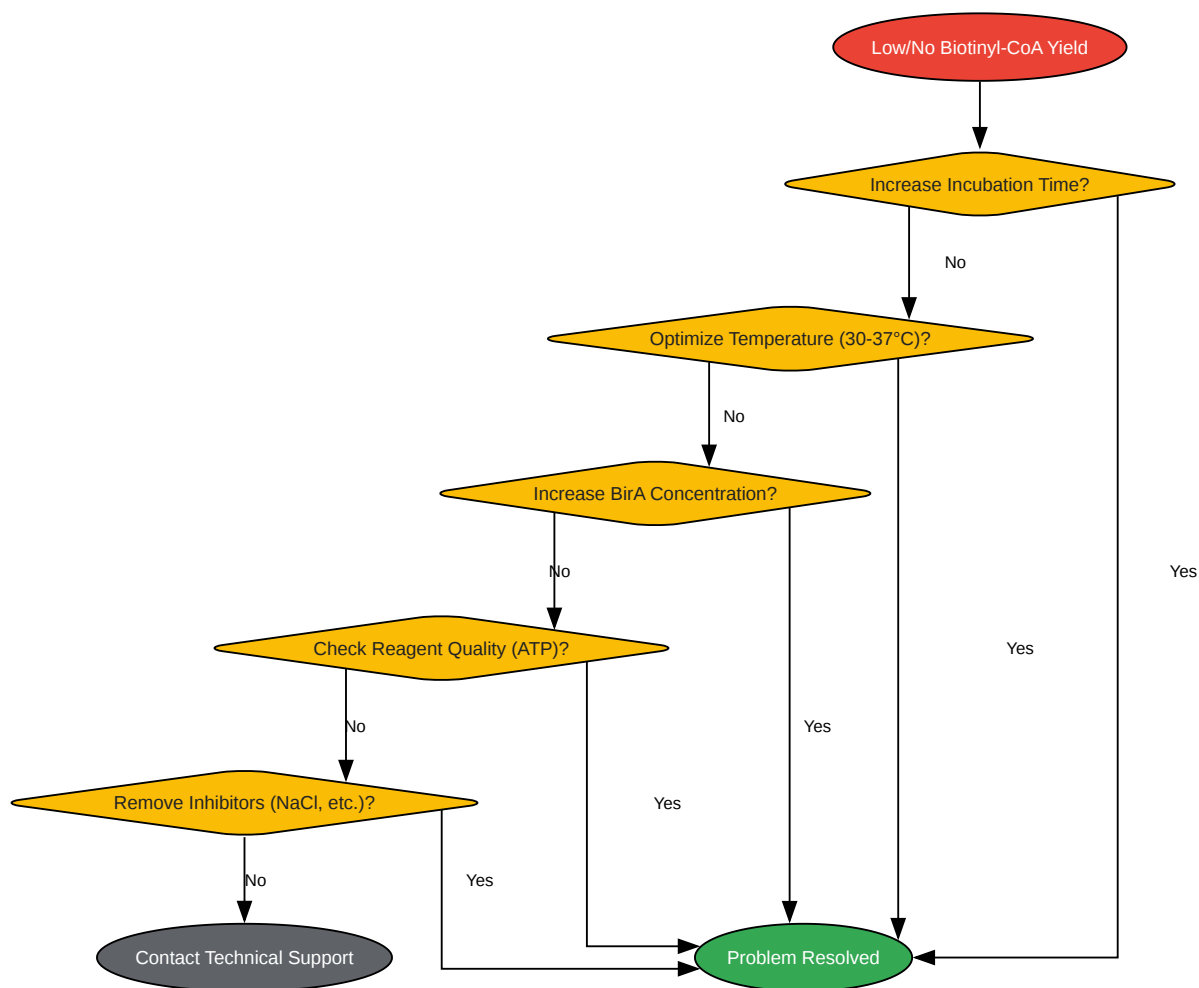 Low/No Biotinyl-CoA Yield
Increase Incubation Time?
No
Optimize Temperature (30-37°C)?
No
Increase BirA Concentration?
No
Yes
Check Reagent Quality (ATP)?
Yes
No
Yes
Remove Inhibitors (NaCl, etc.)?
Yes
No
Yes
Contact Technical Support
Problem Resolved